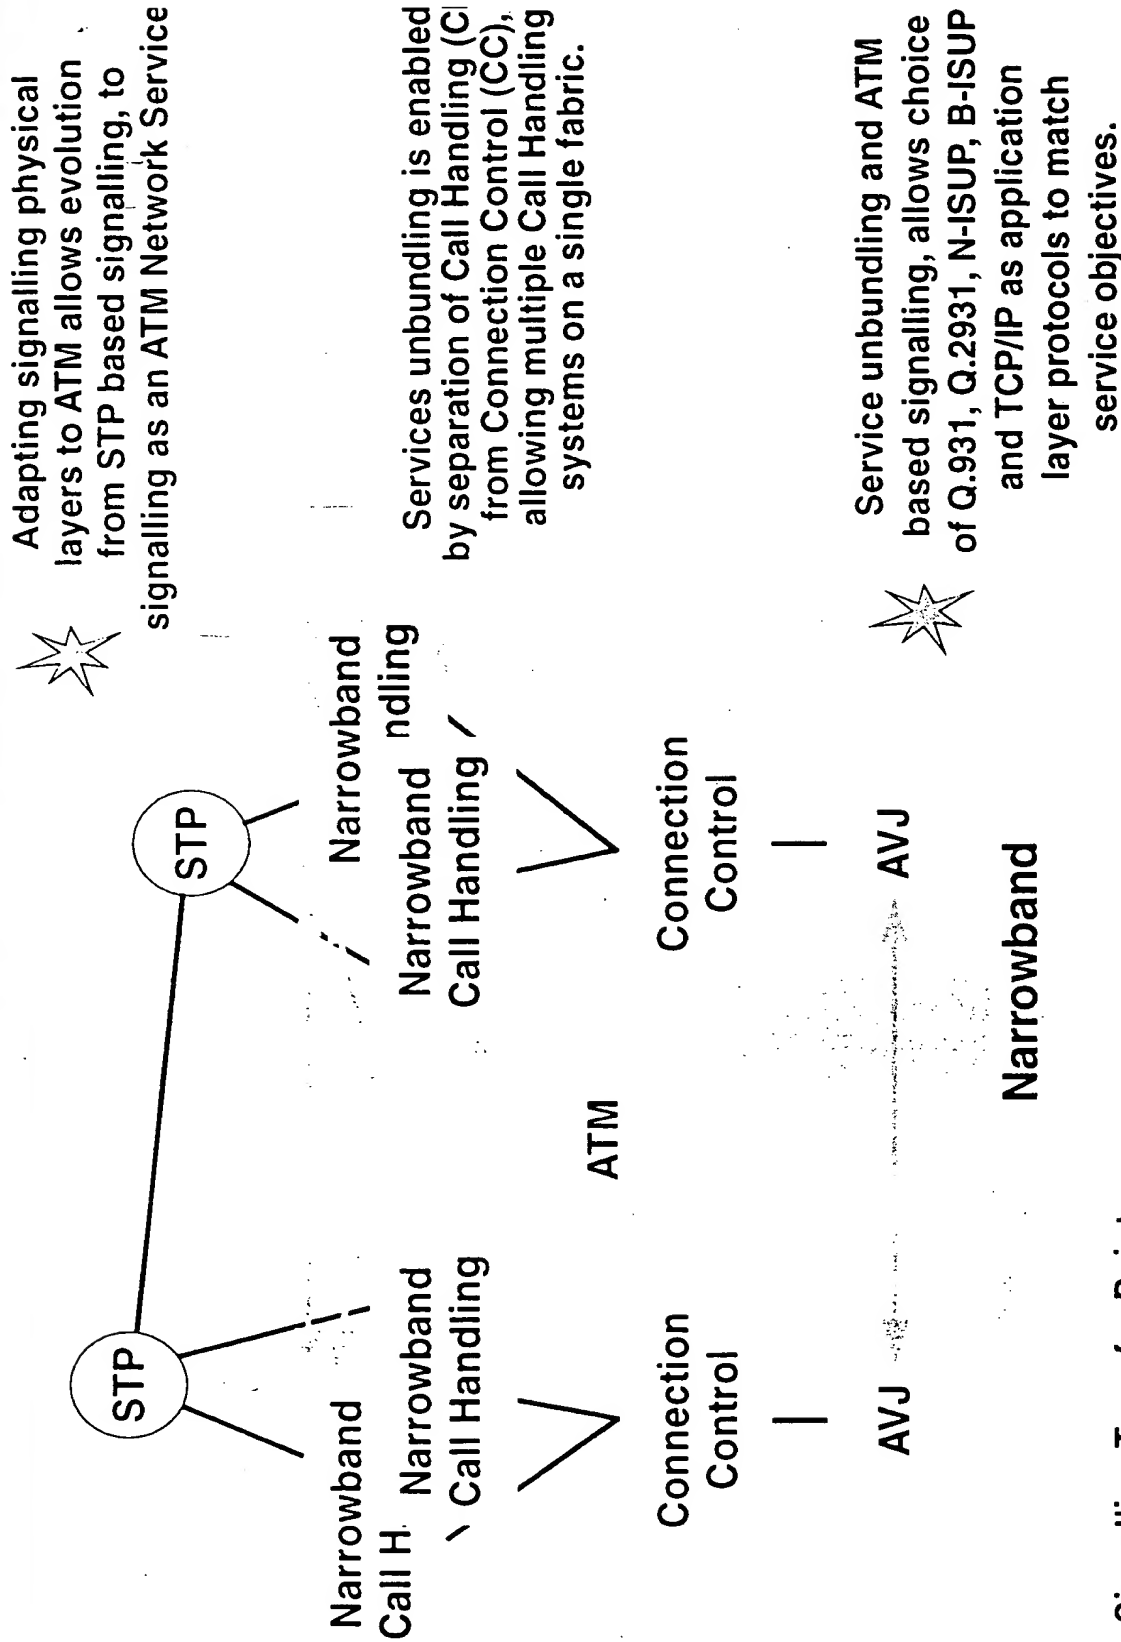 Adapting signalling physical
layers to ATM allows evolution
from STP based signalling, to
signalling as an ATM Network Service
Services unbundling is enabled
by separation of Call Handling (C
from Connection Control (CC),
allowing multiple Call Handling
systems on a single fabric.
Service unbundling and ATM
based signalling, allows choice
of Q.931, Q.2931, N-ISUP, B-ISUP
and TCP/IP as application
layer protocols to match
service objectives.
STP
STP
Narrowband
Call H
Narrowband
Call Handling
Narrowband
ndling
Narrowband
Call Handling
ATM
Connection
Control
Connection
Control
AVJ
AVJ
Narrowband